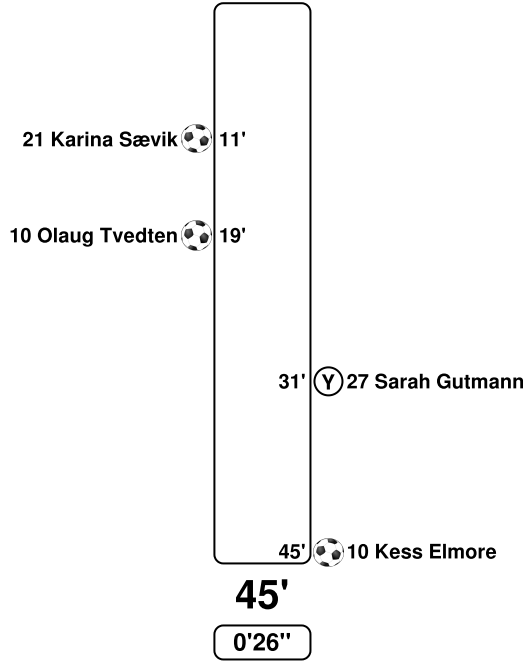 21 Karina Sævik 11'
10 Olaug Tvedten 19'
31' Y 27 Sarah Gutmann
45' 10 Kess Elmore
45'
0'26"